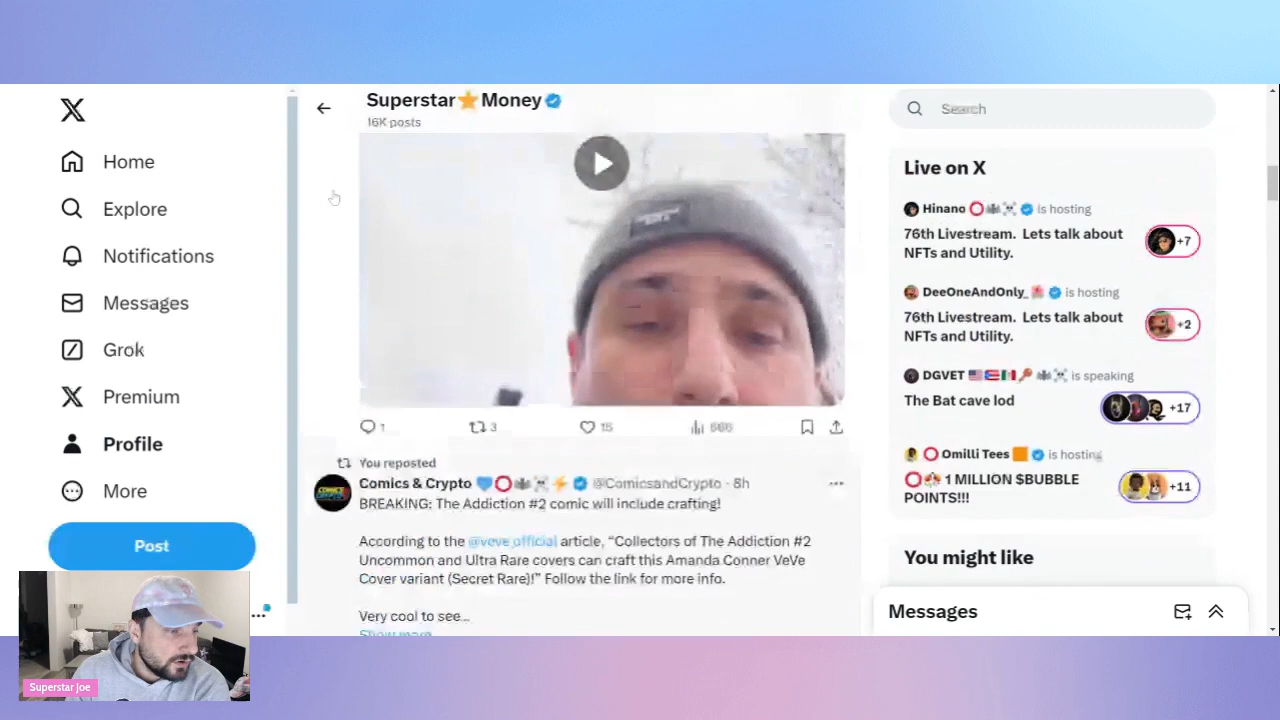 Superstar⭐Money
16K posts
Search
Home
Explore
Notifications
Messages
Grok
Premium
Profile
More
Post
Superstar Joe
1
3
15
666
You reposted
Comics & Crypto @ComicsandCrypto · 8h
BREAKING: The Addiction #2 comic will include crafting!
According to the @veve_official article, “Collectors of The Addiction #2
Uncommon and Ultra Rare covers can craft this Amanda Conner VeVe
Cover variant (Secret Rare)!” Follow the link for more info.
Very cool to see...
Show more
Live on X
Hinano is hosting
76th Livestream. Lets talk about
NFTs and Utility.
+7
DeeOneAndOnly_ is hosting
76th Livestream. Lets talk about
NFTs and Utility.
+2
DGVET is speaking
The Bat cave lod
+17
Omilli Tees is hosting
1 MILLION $BUBBLE
POINTS!!!
+11
You might like
Messages